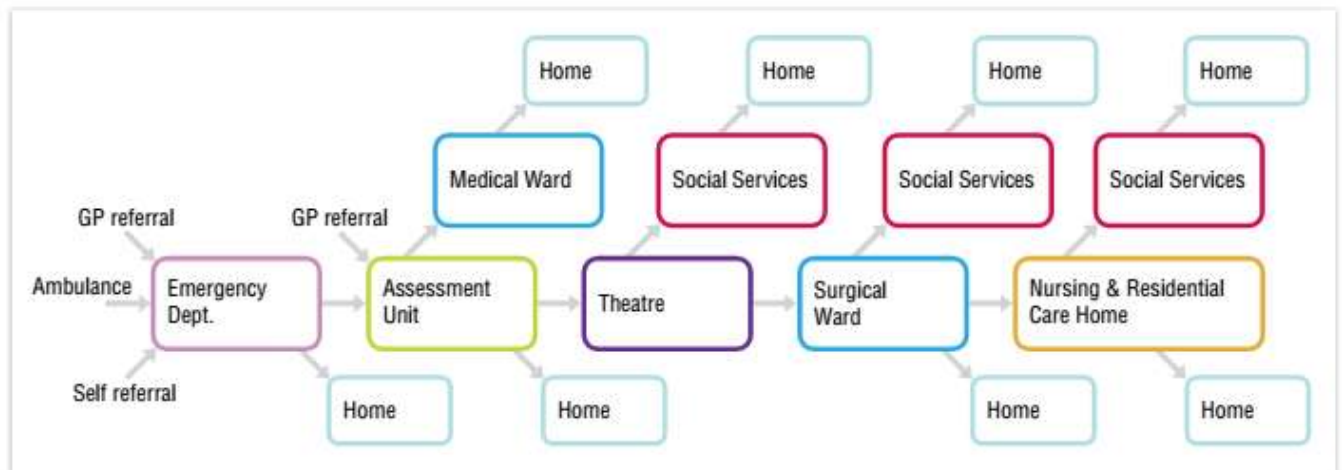 Home
Home
Home
Home
Medical Ward
Social Services
Social Services
Social Services
GP referral
GP referral
Ambulance
Emergency
Dept.
Assessment
Unit
Theatre
Surgical
Ward
Nursing & Residential
Care Home
Self referral
Home
Home
Home
Home